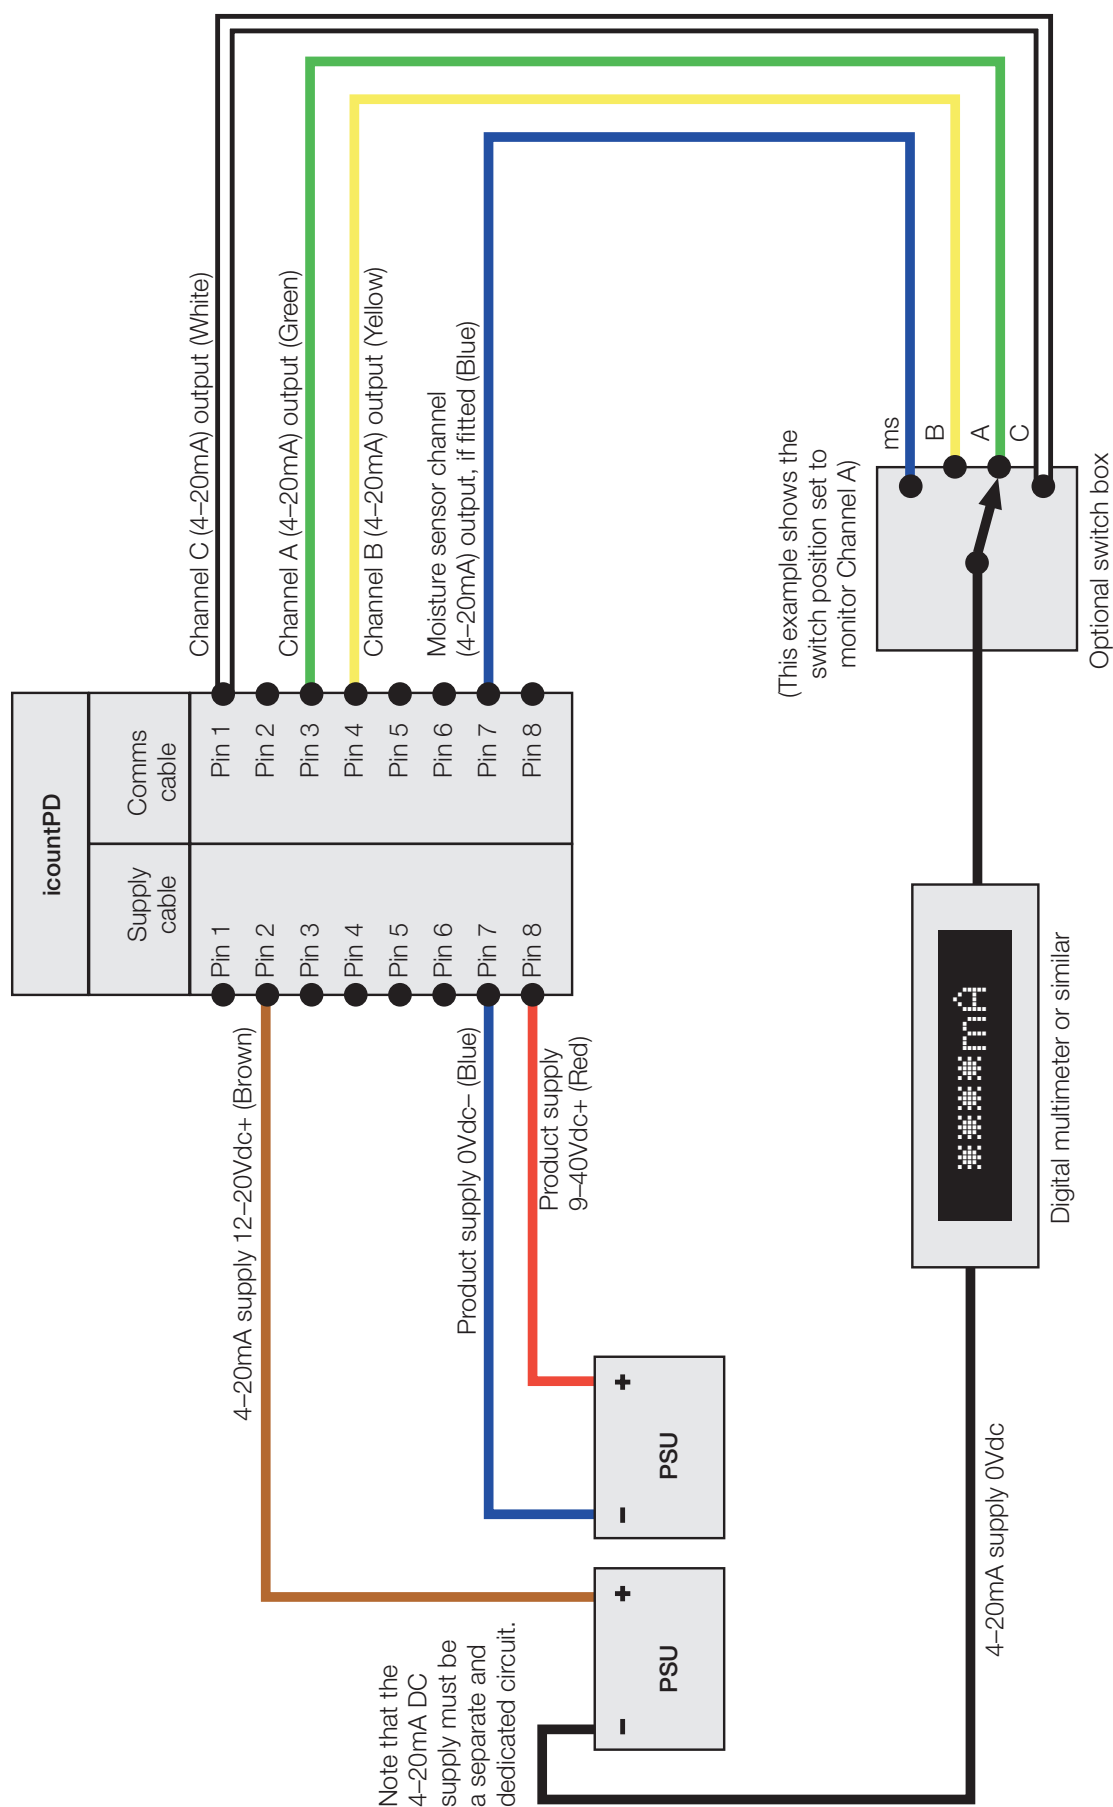 icountPD
Supply
cable
Comms
cable
Pin 1
Pin 2
Pin 3
Pin 4
Pin 5
Pin 6
Pin 7
Pin 8
Pin 1
Pin 2
Pin 3
Pin 4
Pin 5
Pin 6
Pin 7
Pin 8
Channel C (4–20mA) output (White)
Channel A (4–20mA) output (Green)
Channel B (4–20mA) output (Yellow)
Moisture sensor channel
(4–20mA) output, if fitted (Blue)
4–20mA supply 12–20Vdc+ (Brown)
Product supply 0Vdc– (Blue)
Product supply
9–40Vdc+ (Red)
Note that the
4–20mA DC
supply must be
a separate and
dedicated circuit.
– +
PSU
– +
PSU
(This example shows the
switch position set to
monitor Channel A)
ms
B
A
C
Optional switch box
****mA
Digital multimeter or similar
4–20mA supply 0Vdc